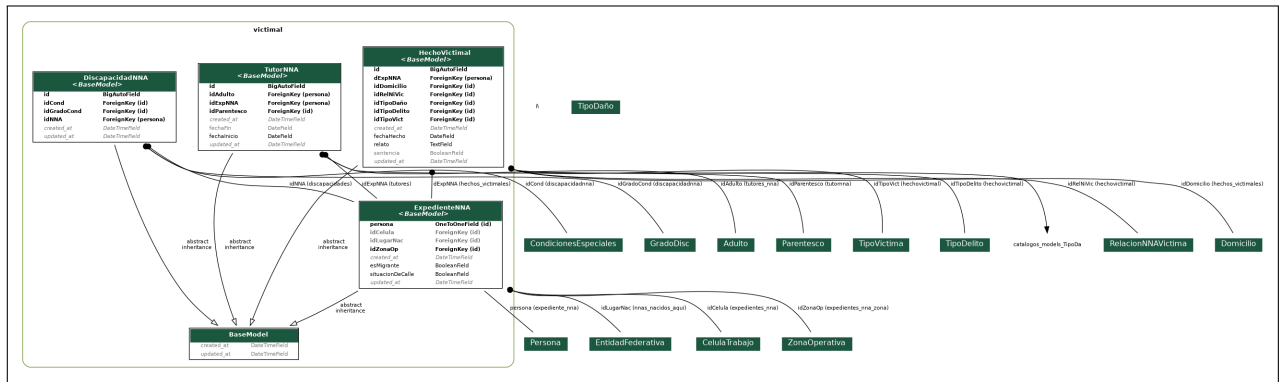 victimal
DiscapacidadNNA
<BaseModel>
id BigAutoField
idCond ForeignKey (id)
idGradoCond ForeignKey (id)
idNNA ForeignKey (persona)
created_at DateTimeField
updated_at DateTimeField
TutorNNA
<BaseModel>
id BigAutoField
idAdulto ForeignKey (persona)
idExpNNA ForeignKey (persona)
idParentesco ForeignKey (id)
created_at DateTimeField
fechaFin DateField
fechaInicio DateField
updated_at DateTimeField
HechoVictimal
<BaseModel>
id BigAutoField
dExpNNA ForeignKey (persona)
idDomicilio ForeignKey (id)
idRelNiVic ForeignKey (id)
idTipoDaño ForeignKey (id)
idTipoDelito ForeignKey (id)
idTipoVict ForeignKey (id)
created_at DateTimeField
fechaHecho DateField
relato TextField
sentencia BooleanField
updated_at DateTimeField
ñ
TipoDaño
idNNA (discapacidades)
idExpNNA (tutores)
dExpNNA (hechos_victimales)
idCond (discapacidadnna)
idGradoCond (discapacidadnna)
idAdulto (tutores_nna)
idParentesco (tutornna)
idTipoVict (hechovictimal)
idTipoDelito (hechovictimal)
idRelNiVic (hechovictimal)
idDomicilio (hechos_victimales)
ExpedienteNNA
<BaseModel>
persona OneToOneField (id)
idCelula ForeignKey (id)
idLugarNac ForeignKey (id)
idZonaOp ForeignKey (id)
created_at DateTimeField
esMigrante BooleanField
situacionDeCalle BooleanField
updated_at DateTimeField
abstract
inheritance
abstract
inheritance
abstract
inheritance
CondicionesEspeciales
GradoDisc
Adulto
Parentesco
TipoVictima
TipoDelito
catalogos_models_TipoDa
RelacionNNAVictima
Domicilio
abstract
inheritance
persona (expediente_nna)
idLugarNac (nnas_nacidos_aqui)
idCelula (expedientes_nna)
idZonaOp (expedientes_nna_zona)
BaseModel
created_at DateTimeField
updated_at DateTimeField
Persona
EntidadFederativa
CelulaTrabajo
ZonaOperativa